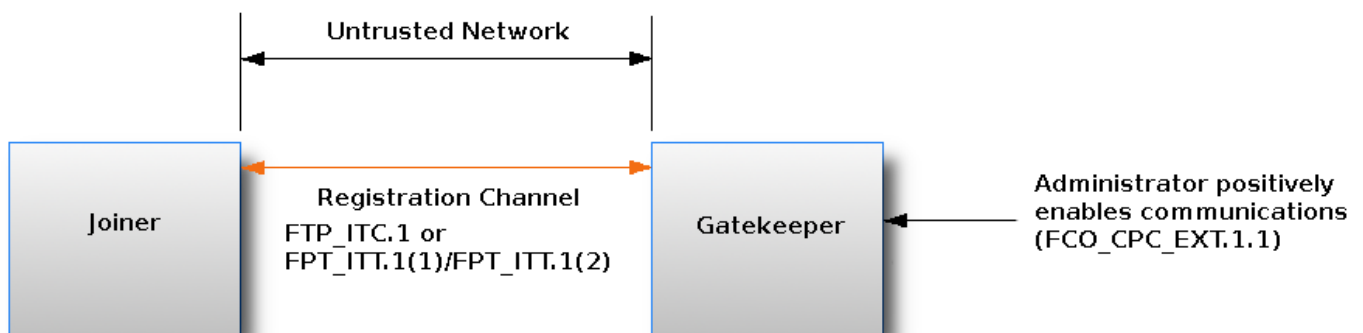 Untrusted Network
Registration Channel
FTP_ITC.1 or
FPT_ITT.1(1)/FPT_ITT.1(2)
Joiner
Gatekeeper
Administrator positively
enables communications
(FCO_CPC_EXT.1.1)